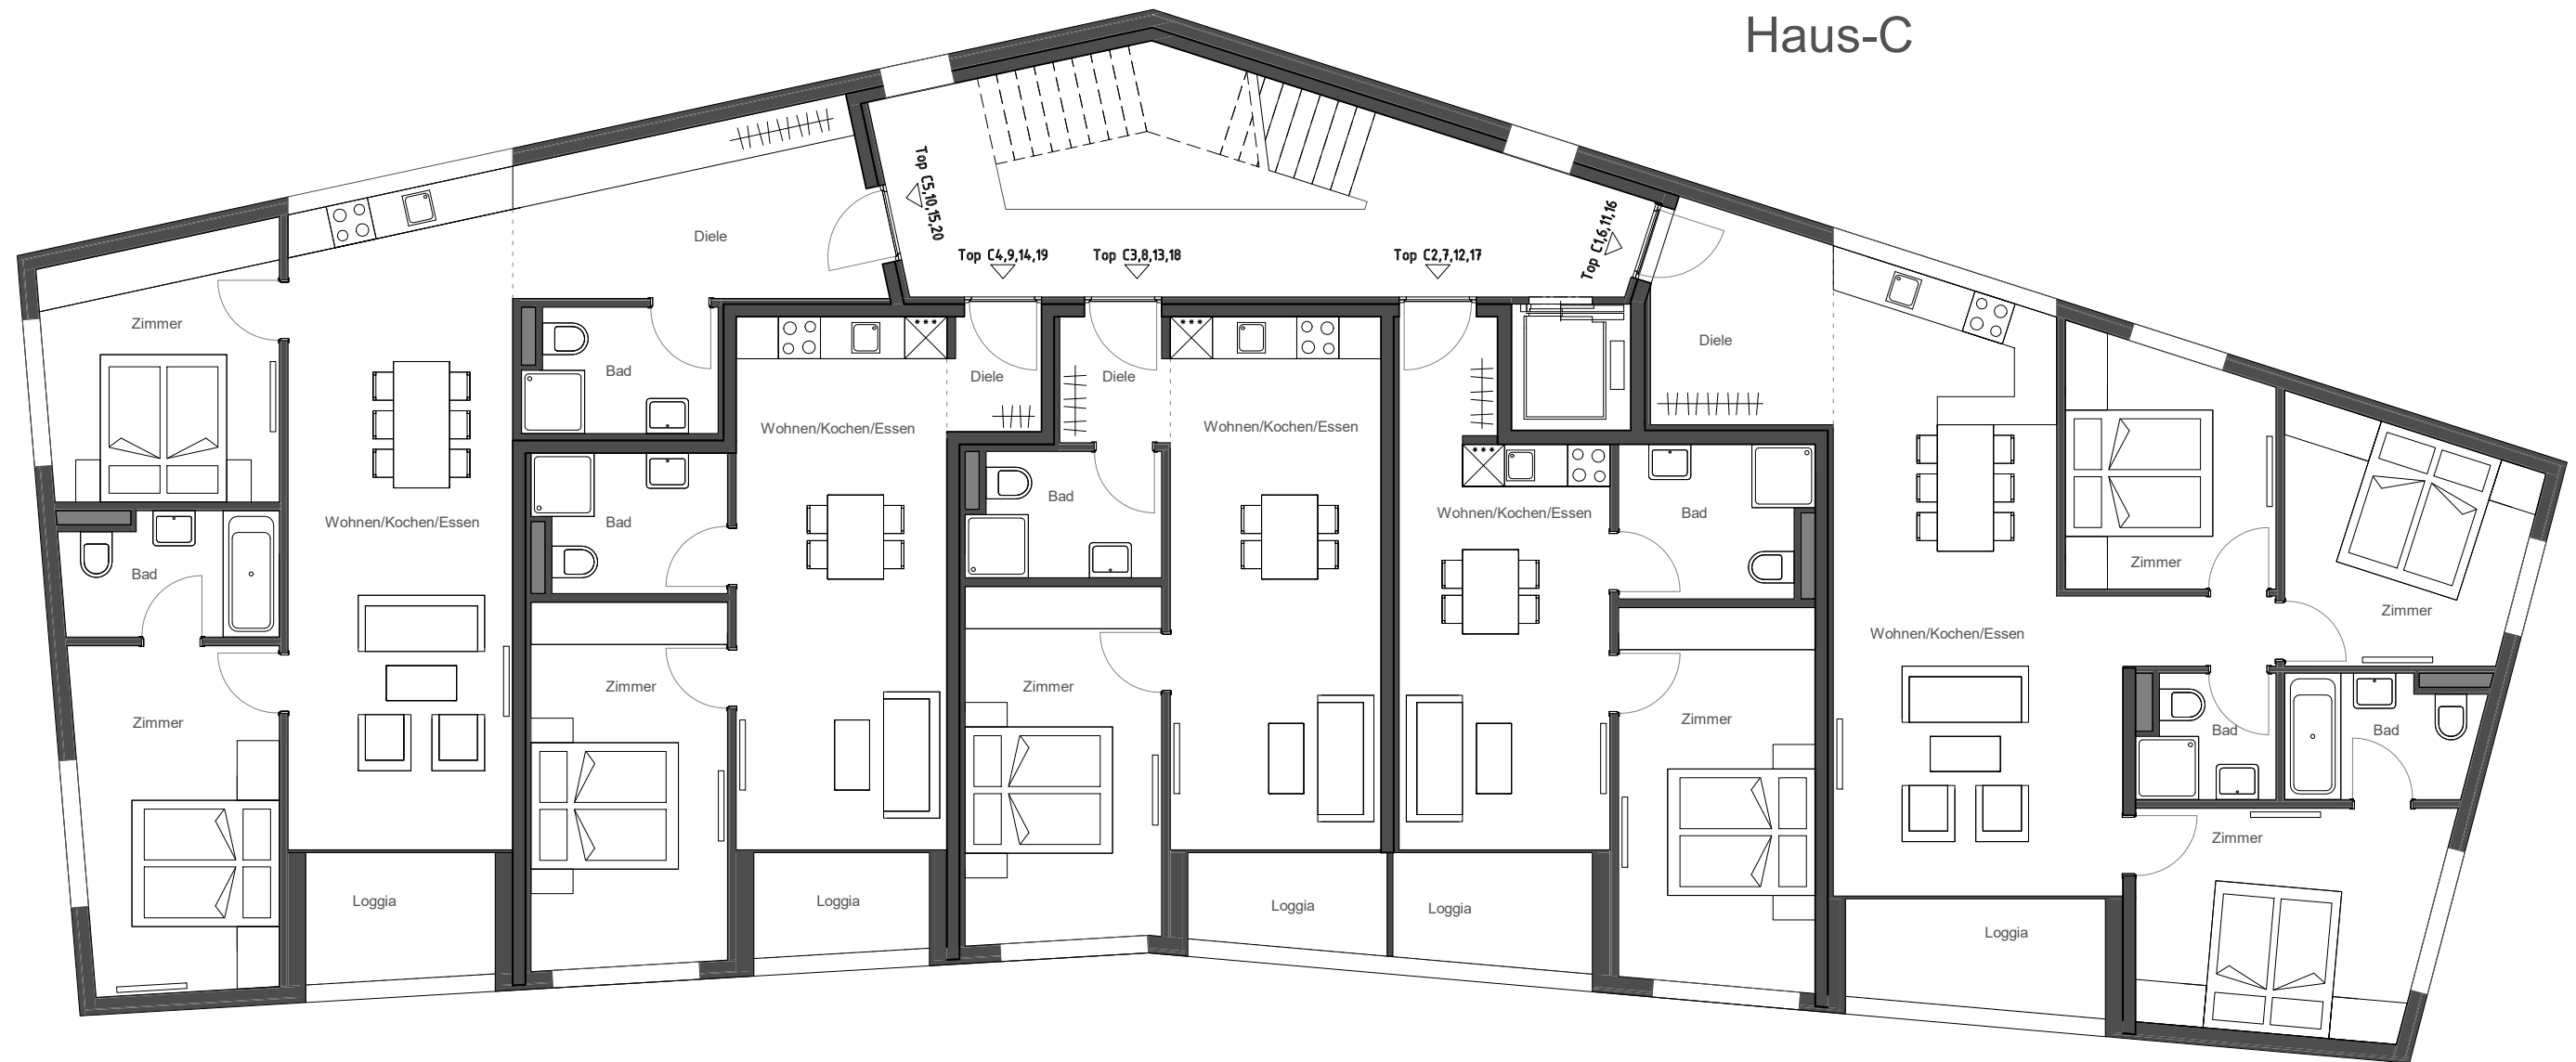 Haus-C
Top C5,10,15,20
Top C4,9,14,19
Top C3,8,13,18
Top C2,7,12,17
Top C1,6,11,16
Diele
Zimmer
Bad
Wohnen/Kochen/Essen
Bad
Zimmer
Loggia
Diele
Wohnen/Kochen/Essen
Bad
Zimmer
Loggia
Diele
Wohnen/Kochen/Essen
Bad
Zimmer
Loggia
Wohnen/Kochen/Essen
Bad
Zimmer
Loggia
Diele
Wohnen/Kochen/Essen
Zimmer
Zimmer
Bad
Bad
Zimmer
Loggia